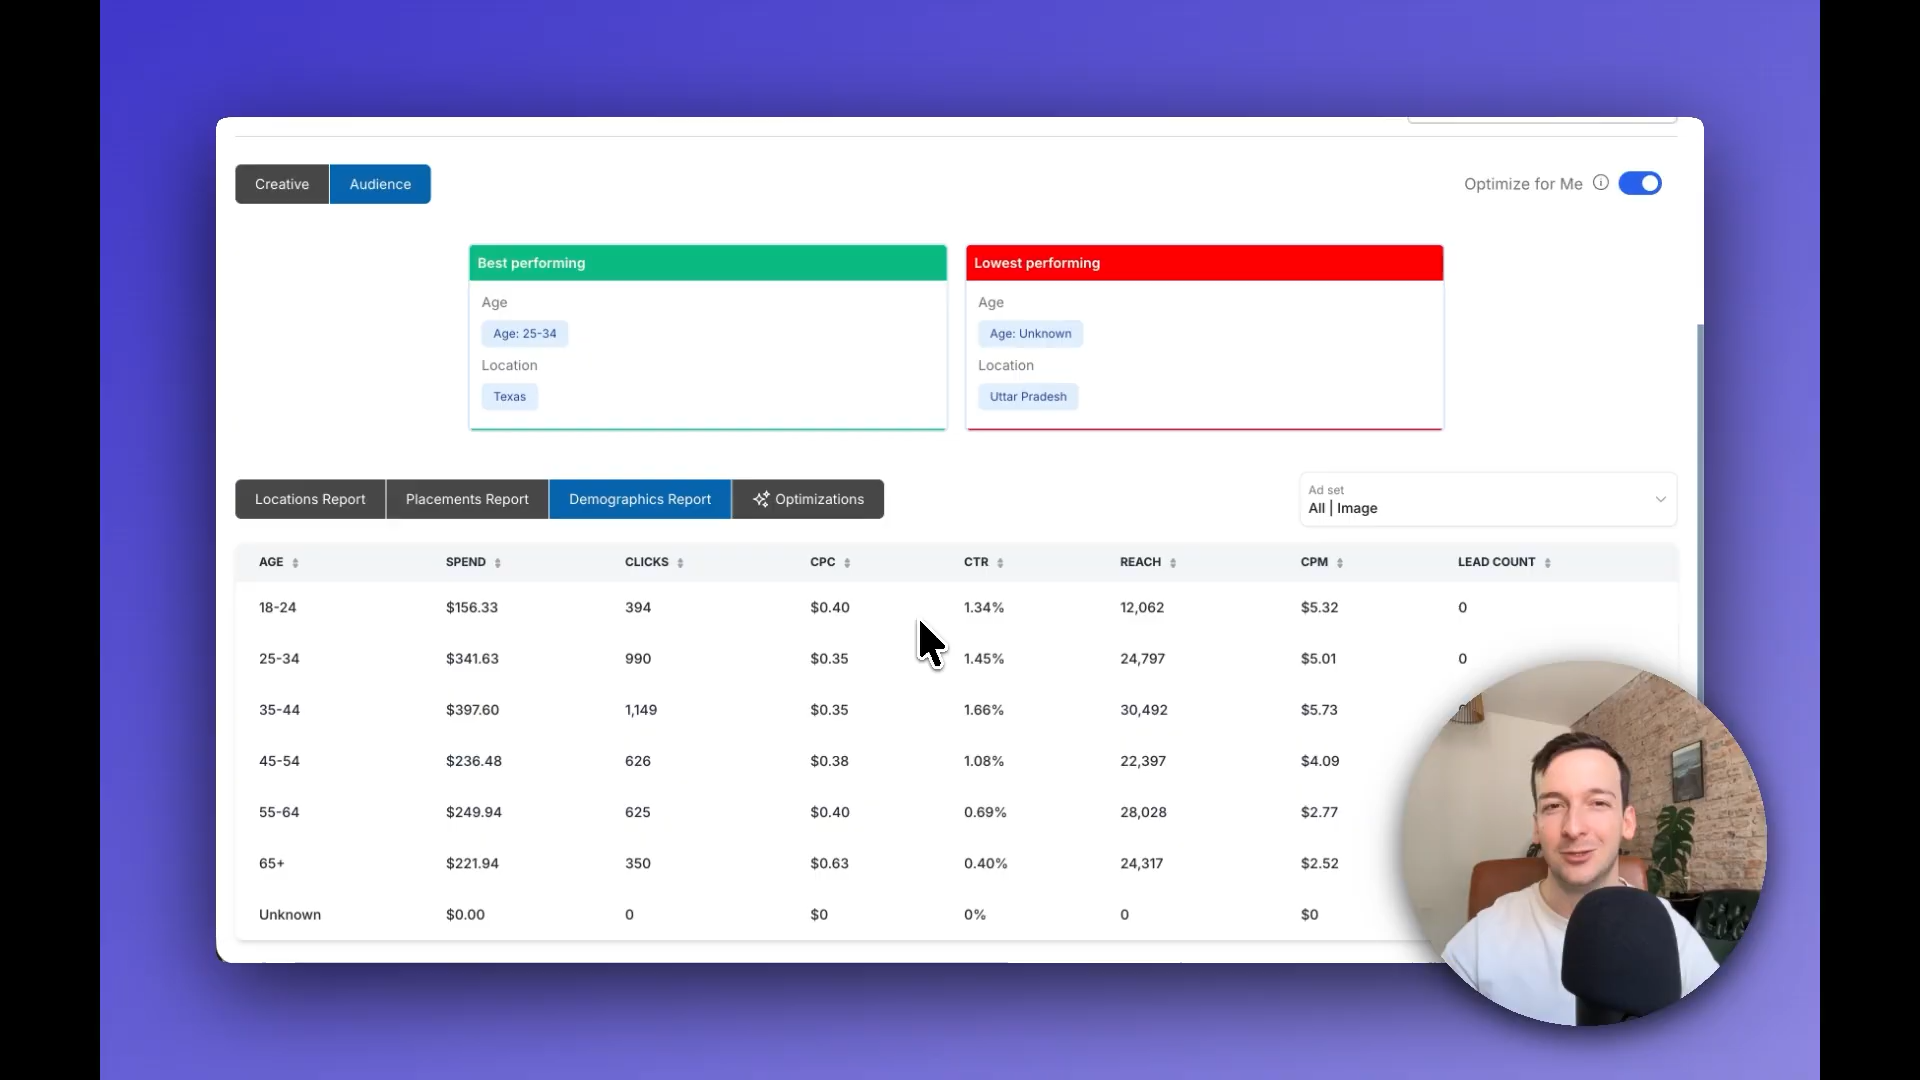 Creative Audience Optimize for Me
Best performing Lowest performing
Age Age
Age: 25-34 Age: Unknown
Location Location
Texas Uttar Pradesh
Locations Report Placements Report Demographics Report Optimizations Ad set
All | Image
AGE SPEND CLICKS CPC CTR REACH CPM LEAD COUNT
18-24 $156.33 394 $0.40 1.34% 12,062 $5.32 0
25-34 $341.63 990 $0.35 1.45% 24,797 $5.01 0
35-44 $397.60 1,149 $0.35 1.66% 30,492 $5.73
45-54 $236.48 626 $0.38 1.08% 22,397 $4.09
55-64 $249.94 625 $0.40 0.69% 28,028 $2.77
65+ $221.94 350 $0.63 0.40% 24,317 $2.52
Unknown $0.00 0 $0 0% 0 $0